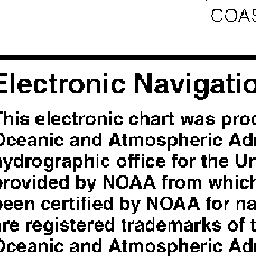 COAS
Electronic Navigatio
This electronic chart was prod
Oceanic and Atmospheric Adr
hydrographic office for the Un
provided by NOAA from which
been certified by NOAA for na
are registered trademarks of t
Oceanic and Atmospheric Adr